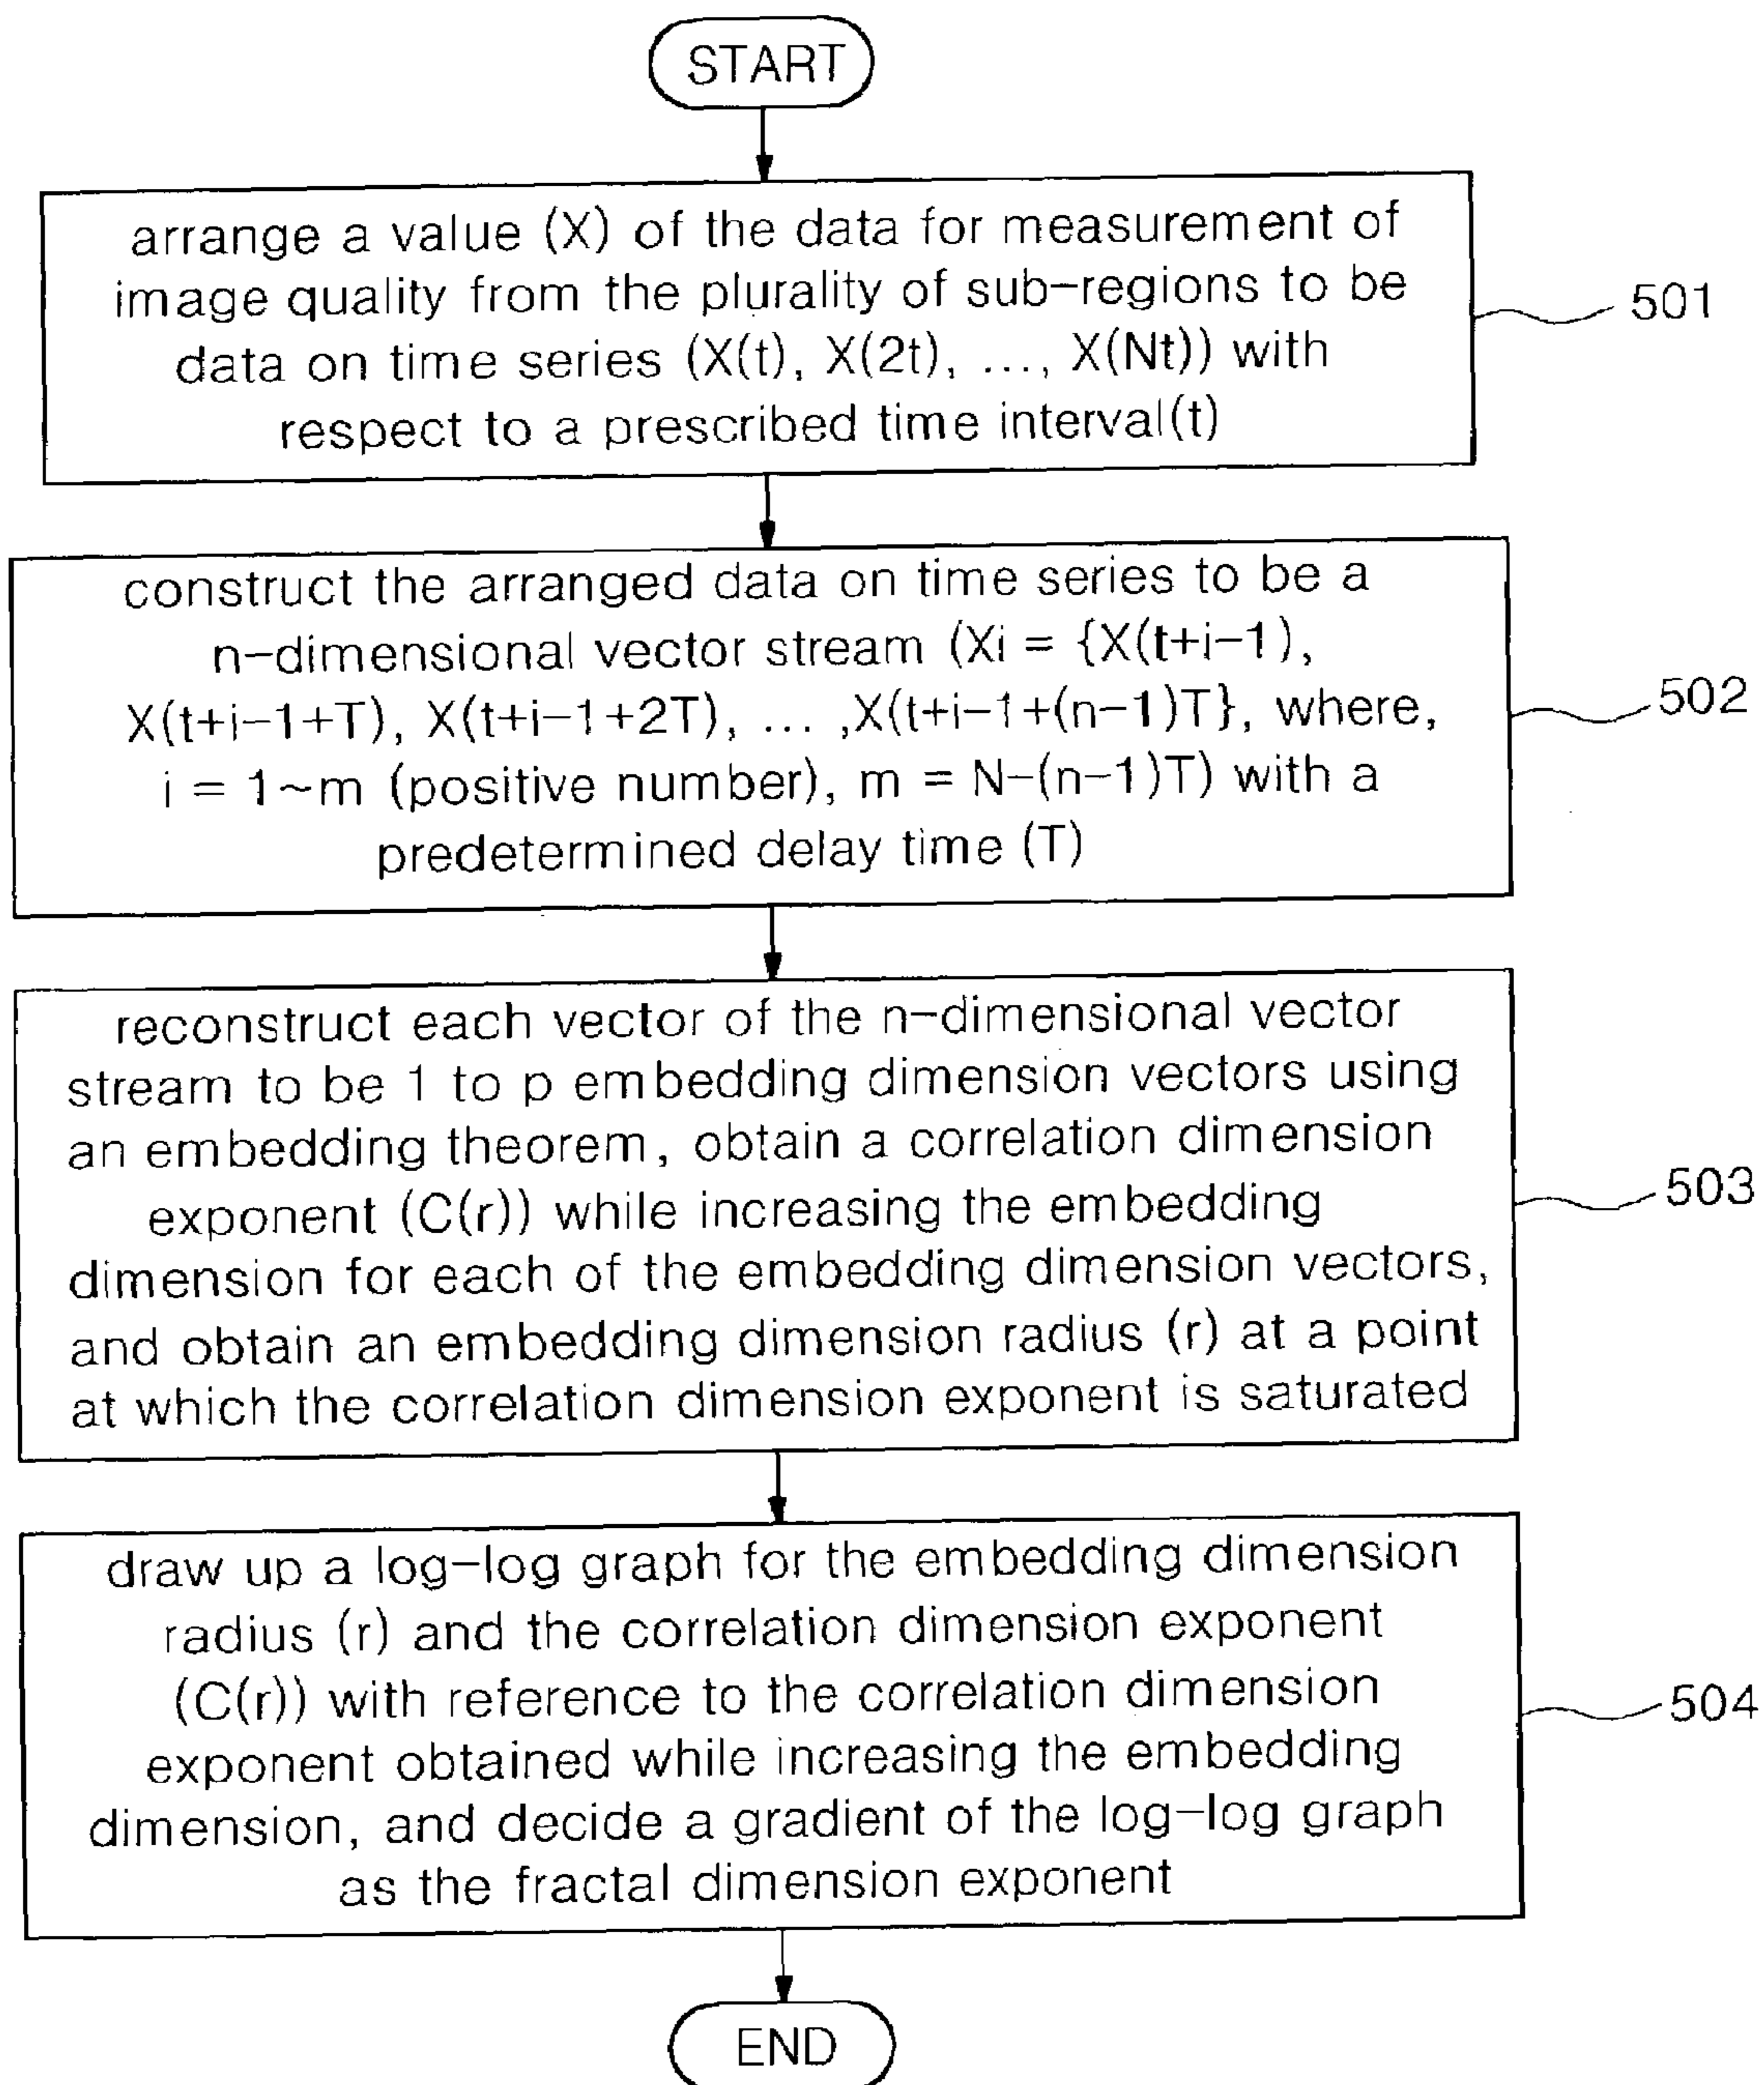 START
arrange a value (X) of the data for measurement of
image quality from the plurality of sub-regions to be
data on time series (X(t), X(2t), ..., X(Nt)) with
respect to a prescribed time interval(t)
501
construct the arranged data on time series to be a
n-dimensional vector stream (Xi = {X(t+i-1),
X(t+i-1+T), X(t+i-1+2T), ... ,X(t+i-1+(n-1)T}, where,
i = 1~m (positive number), m = N-(n-1)T) with a
predetermined delay time (T)
502
reconstruct each vector of the n-dimensional vector
stream to be 1 to p embedding dimension vectors using
an embedding theorem, obtain a correlation dimension
exponent (C(r)) while increasing the embedding
dimension for each of the embedding dimension vectors,
and obtain an embedding dimension radius (r) at a point
at which the correlation dimension exponent is saturated
503
draw up a log-log graph for the embedding dimension
radius (r) and the correlation dimension exponent
(C(r)) with reference to the correlation dimension
exponent obtained while increasing the embedding
dimension, and decide a gradient of the log-log graph
as the fractal dimension exponent
504
END